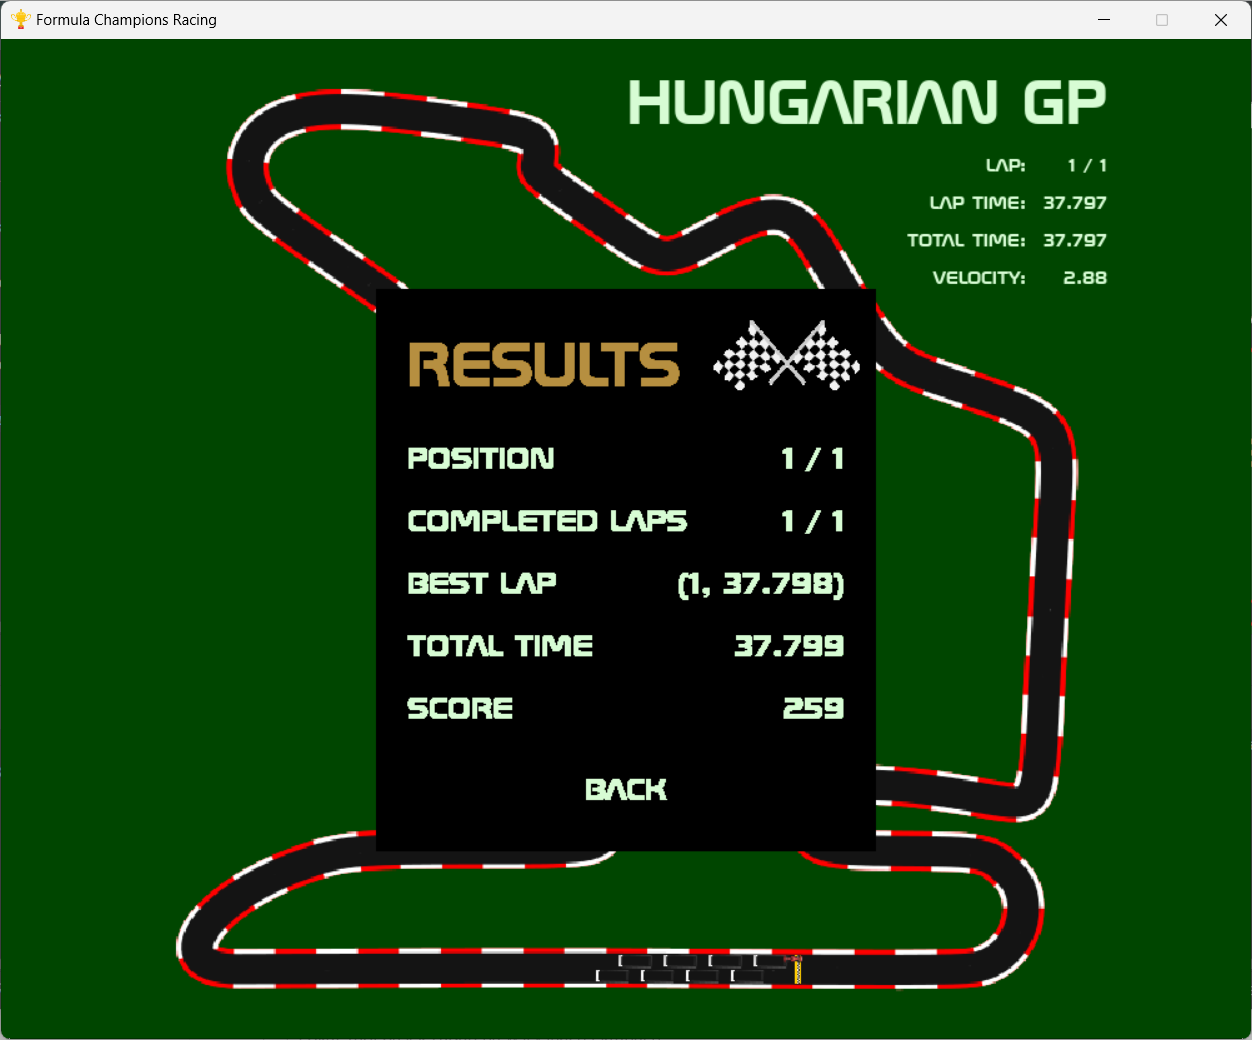 Formula Champions Racing
HUNGARIAN GP
LAP: 1 / 1
LAP TIME: 37.797
TOTAL TIME: 37.797
VELOCITY: 2.88
RESULTS
POSITION 1 / 1
COMPLETED LAPS 1 / 1
BEST LAP (1, 37.798)
TOTAL TIME 37.799
SCORE 259
BACK